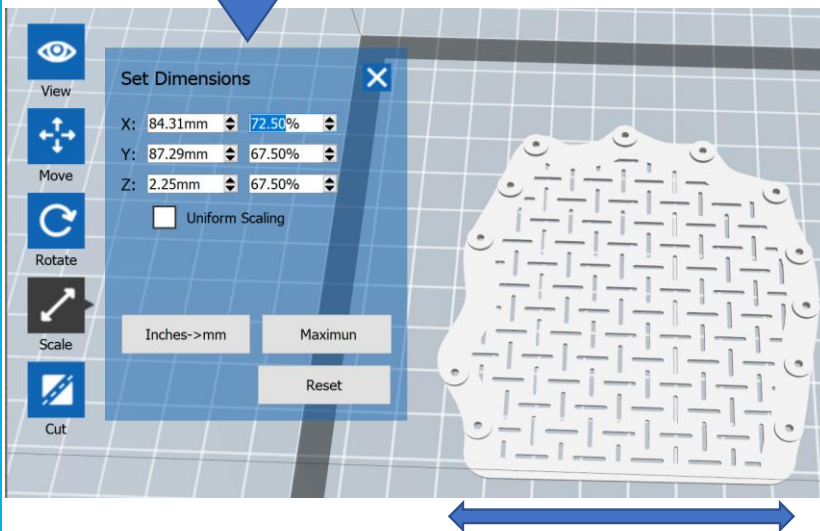 View
Move
Rotate
Scale
Cut
Set Dimensions
X: 84.31mm 72.50%
Y: 87.29mm 67.50%
Z: 2.25mm 67.50%
Uniform Scaling
Inches->mm Maximun
Reset